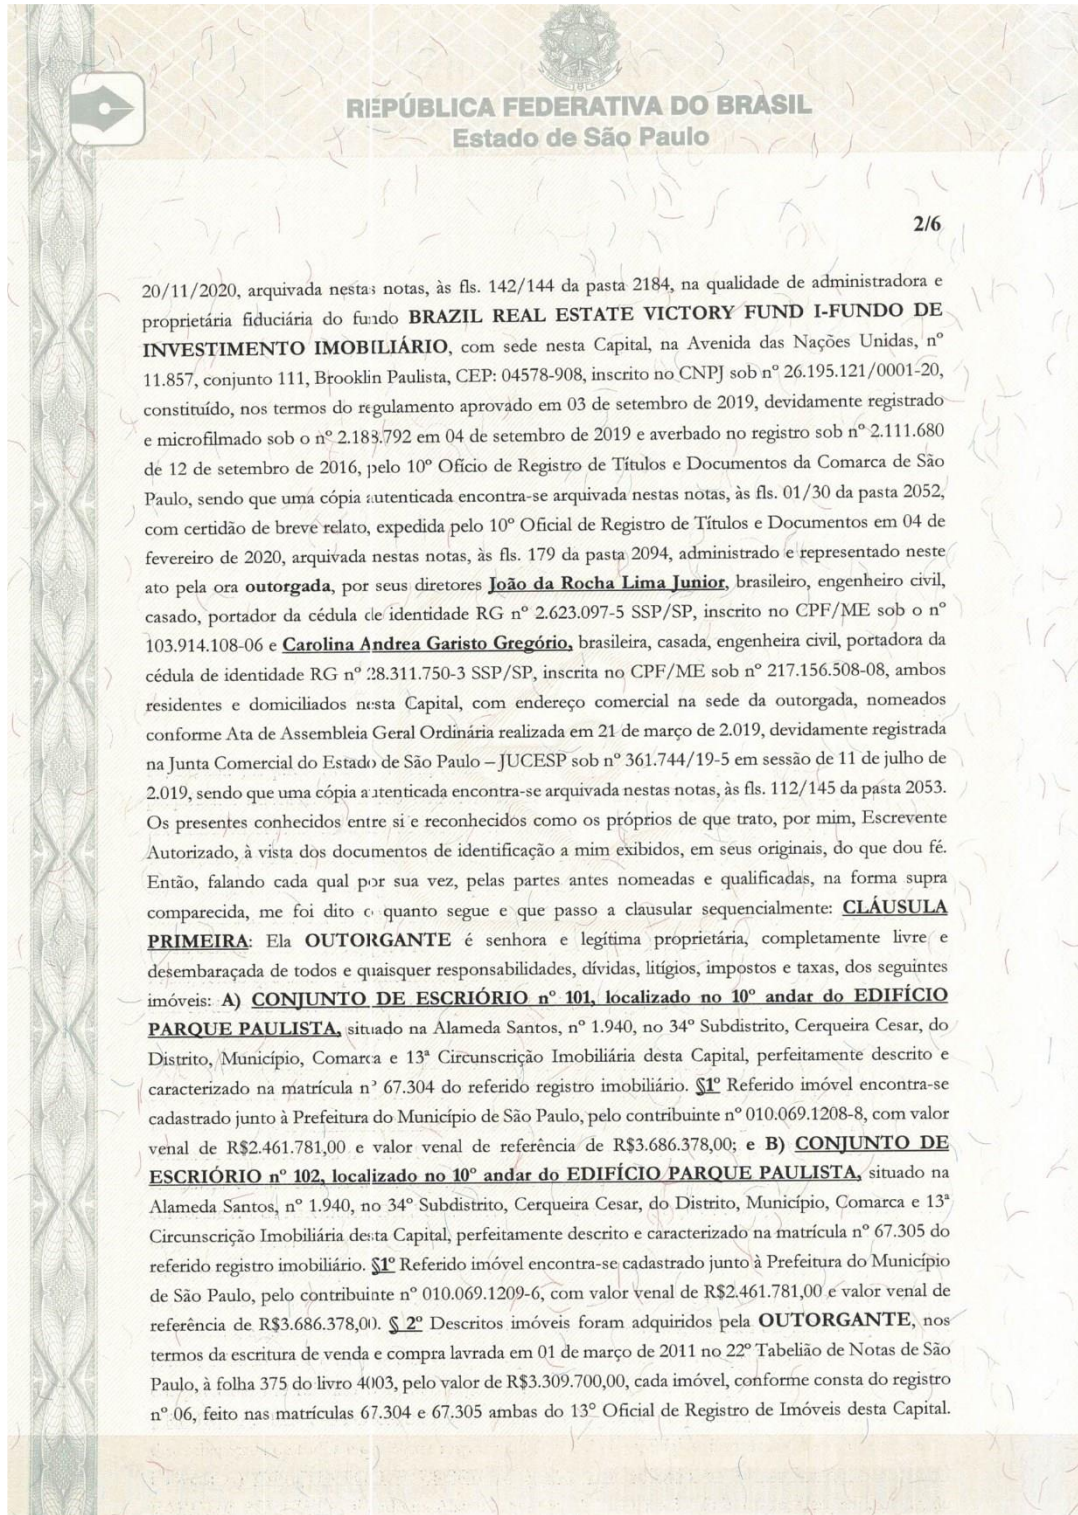 REPÚBLICA FEDERATIVA DO BRASIL
Estado de São Paulo
2/6
20/11/2020, arquivada nestas notas, às fls. 142/144 da pasta 2184, na qualidade de administradora e
proprietária fiduciária do fundo BRAZIL REAL ESTATE VICTORY FUND I-FUNDO DE
INVESTIMENTO IMOBILIÁRIO, com sede nesta Capital, na Avenida das Nações Unidas, nº
11.857, conjunto 111, Brooklin Paulista, CEP: 04578-908, inscrito no CNPJ sob nº 26.195.121/0001-20,
constituído, nos termos do regulamento aprovado em 03 de setembro de 2019, devidamente registrado
e microfilmado sob o nº 2.183.792 em 04 de setembro de 2019 e averbado no registro sob nº 2.111.680
de 12 de setembro de 2016, pelo 10º Ofício de Registro de Títulos e Documentos da Comarca de São
Paulo, sendo que uma cópia autenticada encontra-se arquivada nestas notas, às fls. 01/30 da pasta 2052,
com certidão de breve relato, expedida pelo 10º Oficial de Registro de Títulos e Documentos em 04 de
fevereiro de 2020, arquivada nestas notas, às fls. 179 da pasta 2094, administrado e representado neste
ato pela ora outorgada, por seus diretores João da Rocha Lima Junior, brasileiro, engenheiro civil,
casado, portador da cédula de identidade RG nº 2.623.097-5 SSP/SP, inscrito no CPF/ME sob o nº
103.914.108-06 e Carolina Andrea Garisto Gregório, brasileira, casada, engenheira civil, portadora da
cédula de identidade RG nº 28.311.750-3 SSP/SP, inscrita no CPF/ME sob nº 217.156.508-08, ambos
residentes e domiciliados nesta Capital, com endereço comercial na sede da outorgada, nomeados
conforme Ata de Assembleia Geral Ordinária realizada em 21 de março de 2.019, devidamente registrada
na Junta Comercial do Estado de São Paulo – JUCESP sob nº 361.744/19-5 em sessão de 11 de julho de
2.019, sendo que uma cópia autenticada encontra-se arquivada nestas notas, às fls. 112/145 da pasta 2053.
Os presentes conhecidos entre si e reconhecidos como os próprios de que trato, por mim, Escrevente
Autorizado, à vista dos documentos de identificação a mim exibidos, em seus originais, do que dou fé.
Então, falando cada qual por sua vez, pelas partes antes nomeadas e qualificadas, na forma supra
comparecida, me foi dito o quanto segue e que passo a clausular sequencialmente: CLÁUSULA
PRIMEIRA: Ela OUTORGANTE é senhora e legítima proprietária, completamente livre e
desembaraçada de todos e quaisquer responsabilidades, dívidas, litígios, impostos e taxas, dos seguintes
imóveis: A) CONJUNTO DE ESCRIÓRIO nº 101, localizado no 10º andar do EDIFÍCIO
PARQUE PAULISTA, situado na Alameda Santos, nº 1.940, no 34º Subdistrito, Cerqueira Cesar, do
Distrito, Município, Comarca e 13ª Circunscrição Imobiliária desta Capital, perfeitamente descrito e
caracterizado na matrícula nº 67.304 do referido registro imobiliário. §1º Referido imóvel encontra-se
cadastrado junto à Prefeitura do Município de São Paulo, pelo contribuinte nº 010.069.1208-8, com valor
venal de R$2.461.781,00 e valor venal de referência de R$3.686.378,00; e B) CONJUNTO DE
ESCRIÓRIO nº 102, localizado no 10º andar do EDIFÍCIO PARQUE PAULISTA, situado na
Alameda Santos, nº 1.940, no 34º Subdistrito, Cerqueira Cesar, do Distrito, Município, Comarca e 13ª
Circunscrição Imobiliária desta Capital, perfeitamente descrito e caracterizado na matrícula nº 67.305 do
referido registro imobiliário. §1º Referido imóvel encontra-se cadastrado junto à Prefeitura do Município
de São Paulo, pelo contribuinte nº 010.069.1209-6, com valor venal de R$2.461.781,00 e valor venal de
referência de R$3.686.378,00. § 2º Descritos imóveis foram adquiridos pela OUTORGANTE, nos
termos da escritura de venda e compra lavrada em 01 de março de 2011 no 22º Tabelião de Notas de São
Paulo, à folha 375 do livro 4003, pelo valor de R$3.309.700,00, cada imóvel, conforme consta do registro
nº 06, feito nas matrículas 67.304 e 67.305 ambas do 13º Oficial de Registro de Imóveis desta Capital.